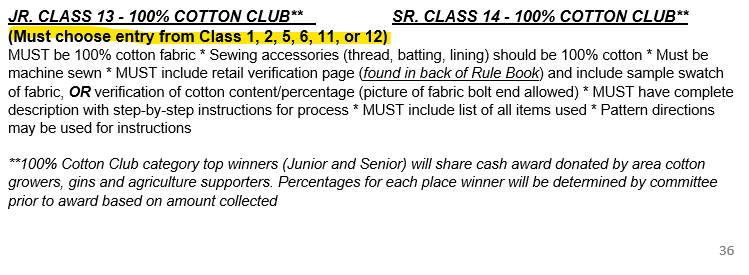 JR. CLASS 13 - 100% COTTON CLUB** SR. CLASS 14 - 100% COTTON CLUB**
(Must choose entry from Class 1, 2, 5, 6, 11, or 12)
MUST be 100% cotton fabric * Sewing accessories (thread, batting, lining) should be 100% cotton * Must be
machine sewn * MUST include retail verification page (found in back of Rule Book) and include sample swatch
of fabric, OR verification of cotton content/percentage (picture of fabric bolt end allowed) * MUST have complete
description with step-by-step instructions for process * MUST include list of all items used * Pattern directions
may be used for instructions
**100% Cotton Club category top winners (Junior and Senior) will share cash award donated by area cotton
growers, gins and agriculture supporters. Percentages for each place winner will be determined by committee
prior to award based on amount collected
36